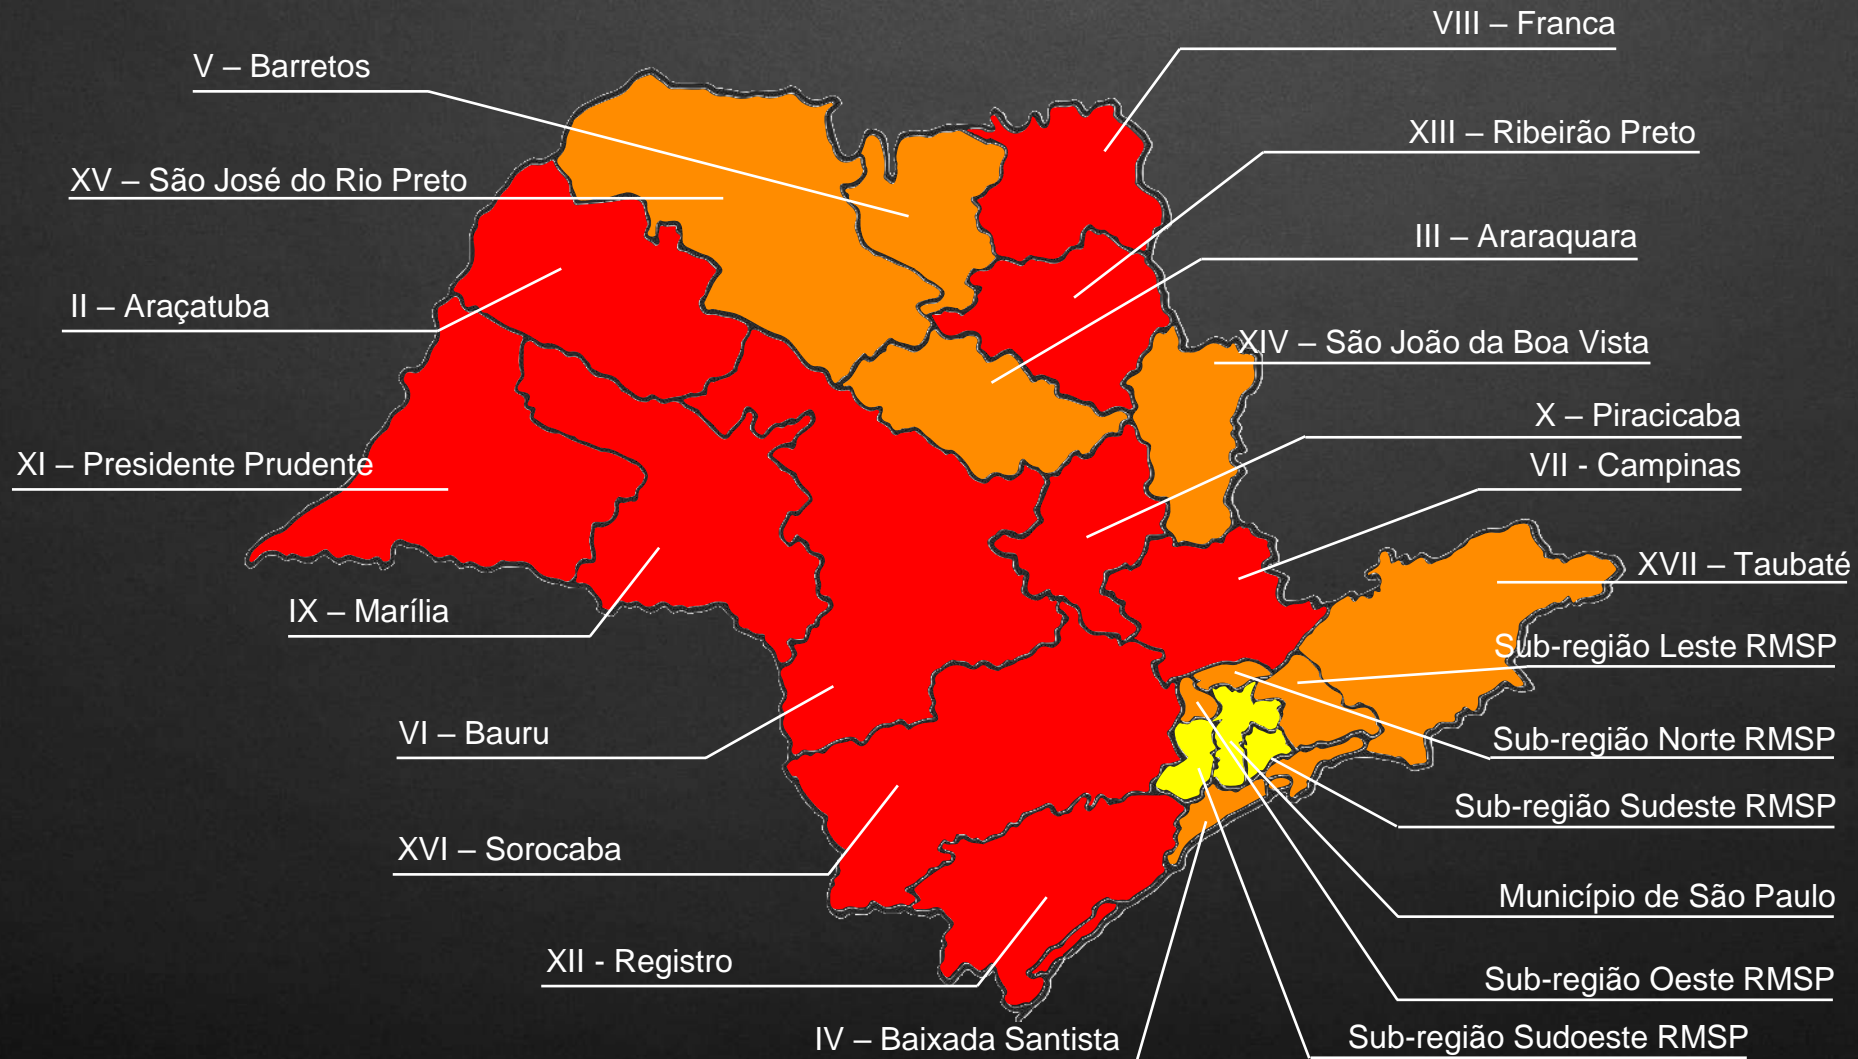 VIII – Franca
V – Barretos
XIII – Ribeirão Preto
XV – São José do Rio Preto
III – Araraquara
II – Araçatuba
XIV – São João da Boa Vista
X – Piracicaba
XI – Presidente Prudente
VII - Campinas
XVII – Taubaté
IX – Marília
Sub-região Leste RMSP
VI – Bauru
Sub-região Norte RMSP
Sub-região Sudeste RMSP
XVI – Sorocaba
Município de São Paulo
XII - Registro
Sub-região Oeste RMSP
IV – Baixada Santista
Sub-região Sudoeste RMSP